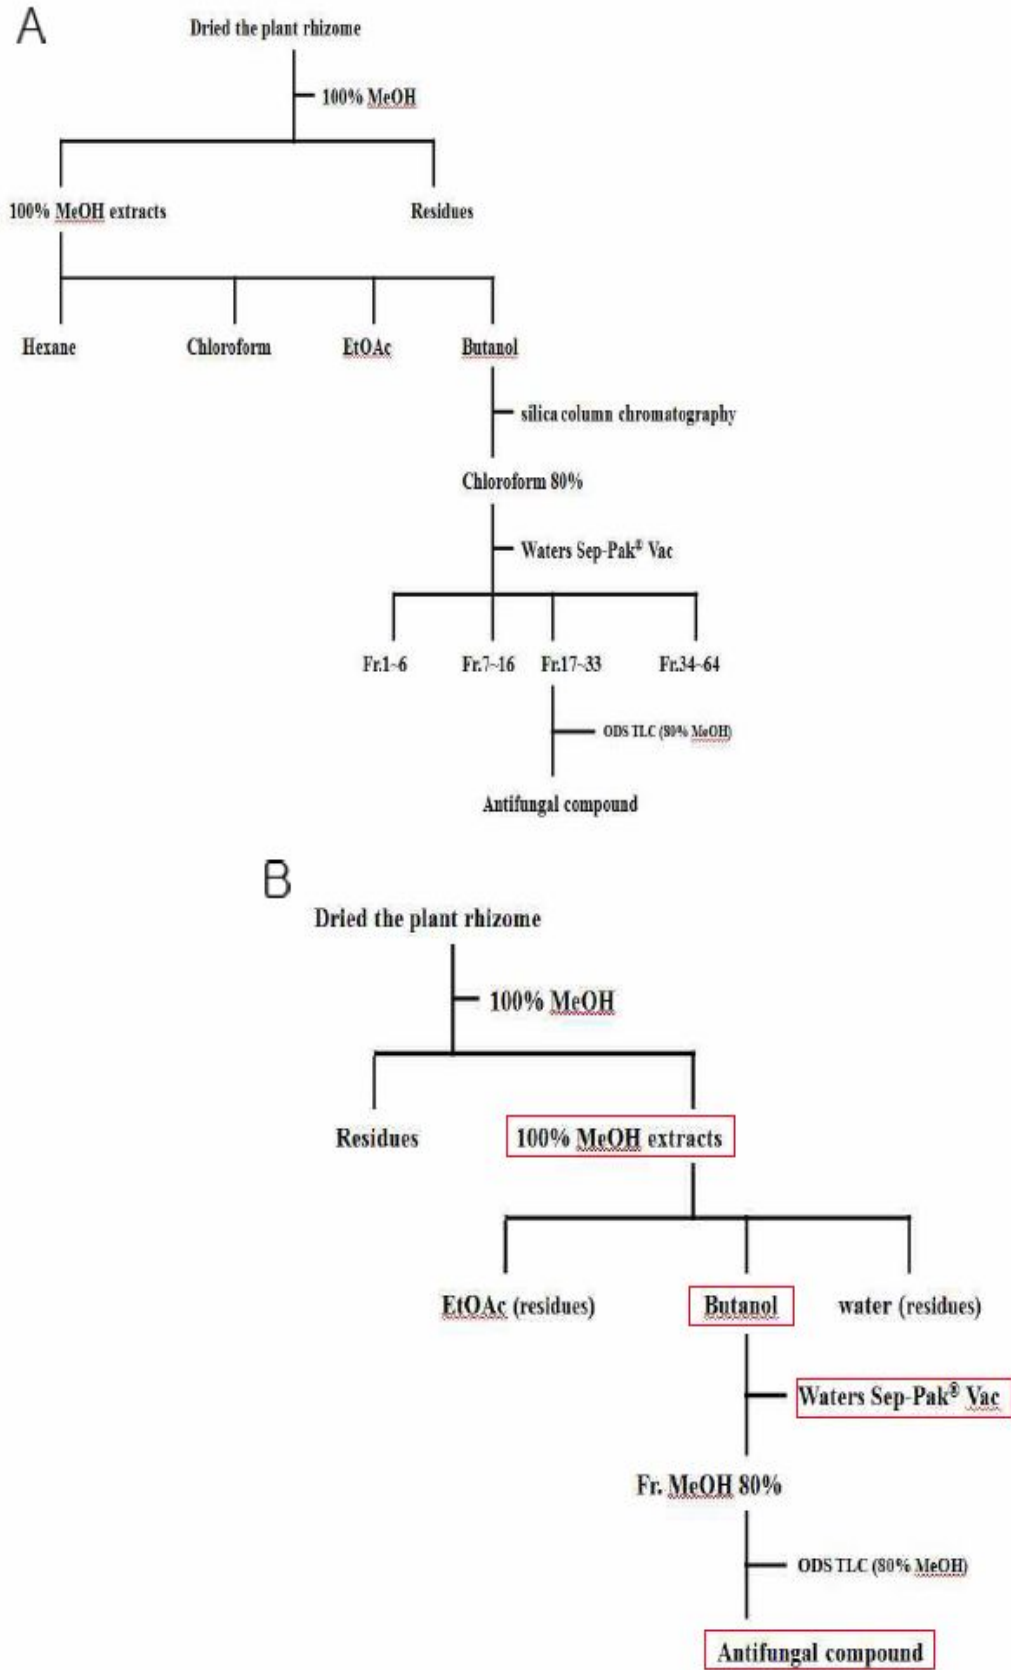 A
Dried the plant rhizome
100% MeOH
100% MeOH extracts
Residues
Hexane
Chloroform
EtOAc
Butanol
silica column chromatography
Chloroform 80%
Waters Sep-Pak® Vac
Fr.1~6
Fr.7~16
Fr.17~33
Fr.34~64
ODS TLC (80% MeOH)
Antifungal compound
B
Dried the plant rhizome
100% MeOH
Residues
100% MeOH extracts
EtOAc (residues)
Butanol
water (residues)
Waters Sep-Pak® Vac
Fr. MeOH 80%
ODS TLC (80% MeOH)
Antifungal compound